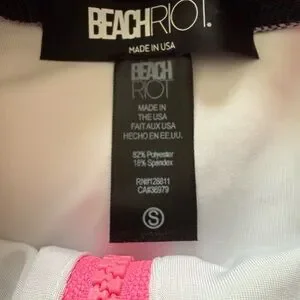 BEACHRIOT.
MADE IN USA
BEACH
RIOT
MADE IN
THE USA
FAIT AUX USA
HECHO EN EE.UU.
82% Polyester
18% Spandex
RN#128811
CA#36979
S